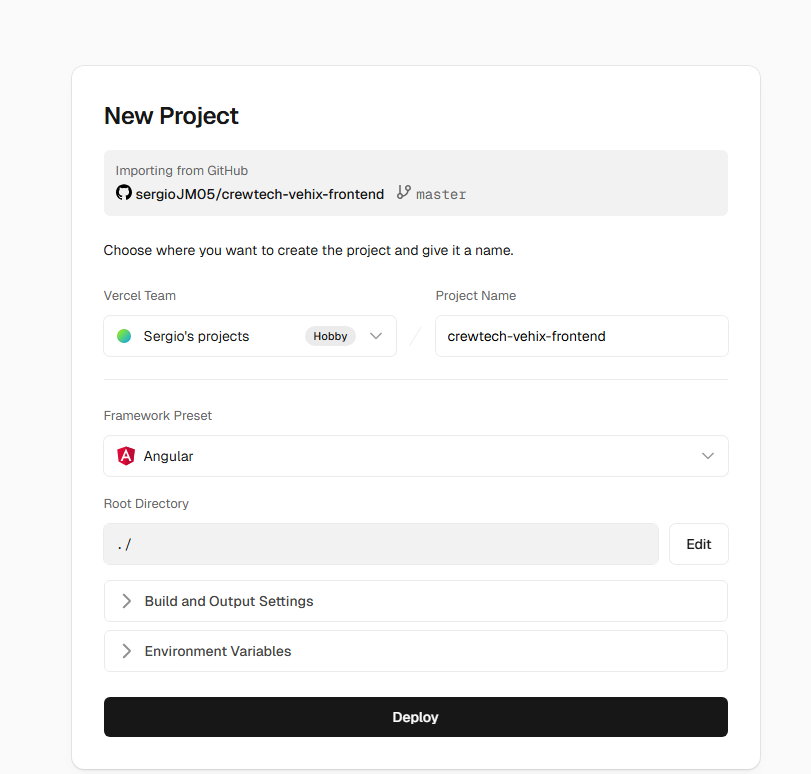 New Project
Importing from GitHub
sergioJM05/crewtech-vehix-frontend master
Choose where you want to create the project and give it a name.
Vercel Team
Project Name
Sergio's projects Hobby
/
crewtech-vehix-frontend
Framework Preset
Angular
Root Directory
./
Edit
Build and Output Settings
Environment Variables
Deploy